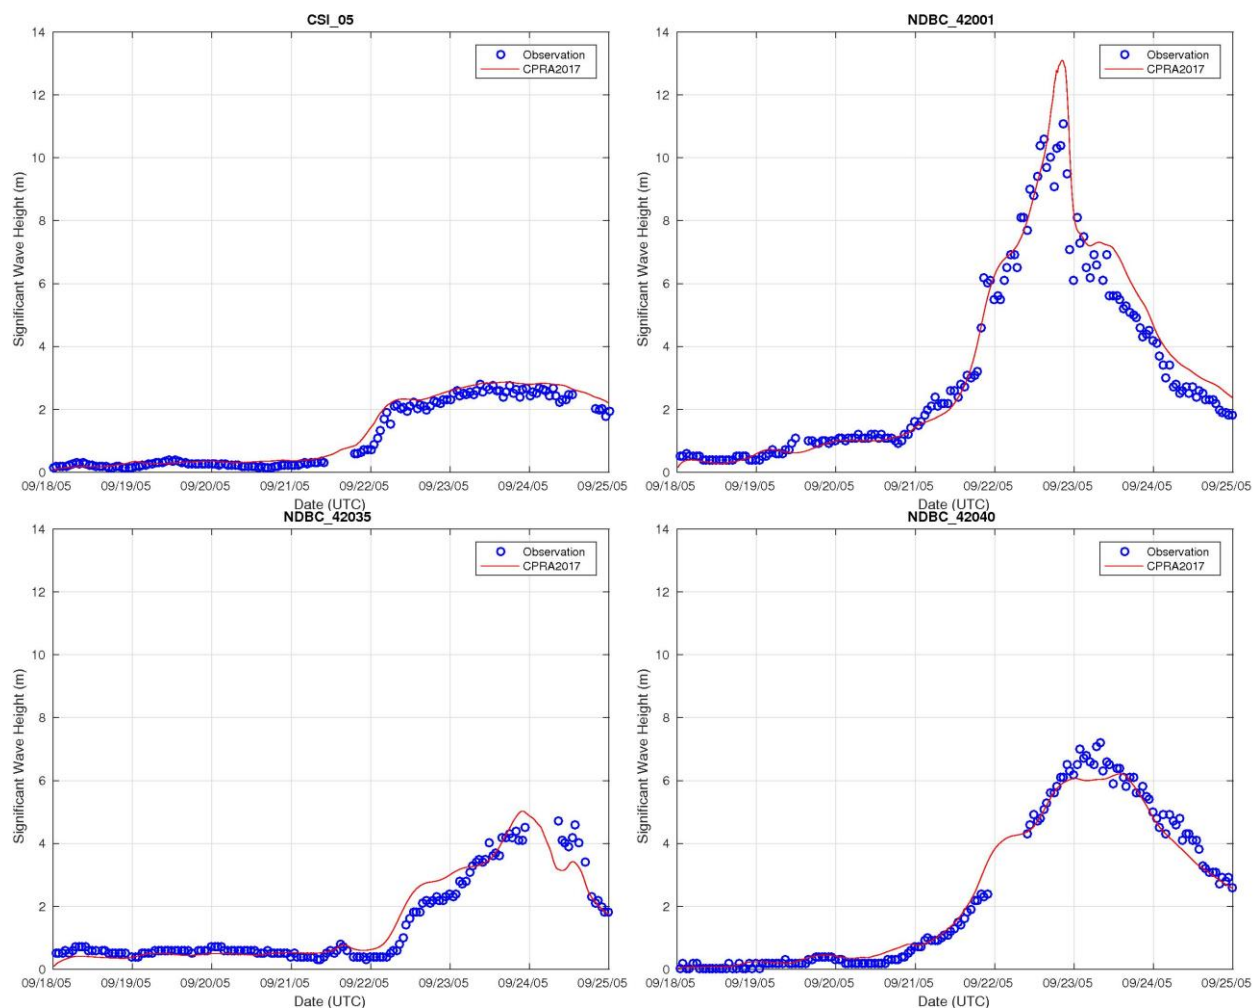 CSI_05
Observation
CPRA2017
Significant Wave Height (m)
14
12
10
8
6
4
2
0
09/18/05 09/19/05 09/20/05 09/21/05 09/22/05 09/23/05 09/24/05 09/25/05
Date (UTC)
NDBC_42001
Observation
CPRA2017
Significant Wave Height (m)
14
12
10
8
6
4
2
0
09/18/05 09/19/05 09/20/05 09/21/05 09/22/05 09/23/05 09/24/05 09/25/05
Date (UTC)
NDBC_42035
Observation
CPRA2017
Significant Wave Height (m)
14
12
10
8
6
4
2
0
09/18/05 09/19/05 09/20/05 09/21/05 09/22/05 09/23/05 09/24/05 09/25/05
Date (UTC)
NDBC_42040
Observation
CPRA2017
Significant Wave Height (m)
14
12
10
8
6
4
2
0
09/18/05 09/19/05 09/20/05 09/21/05 09/22/05 09/23/05 09/24/05 09/25/05
Date (UTC)